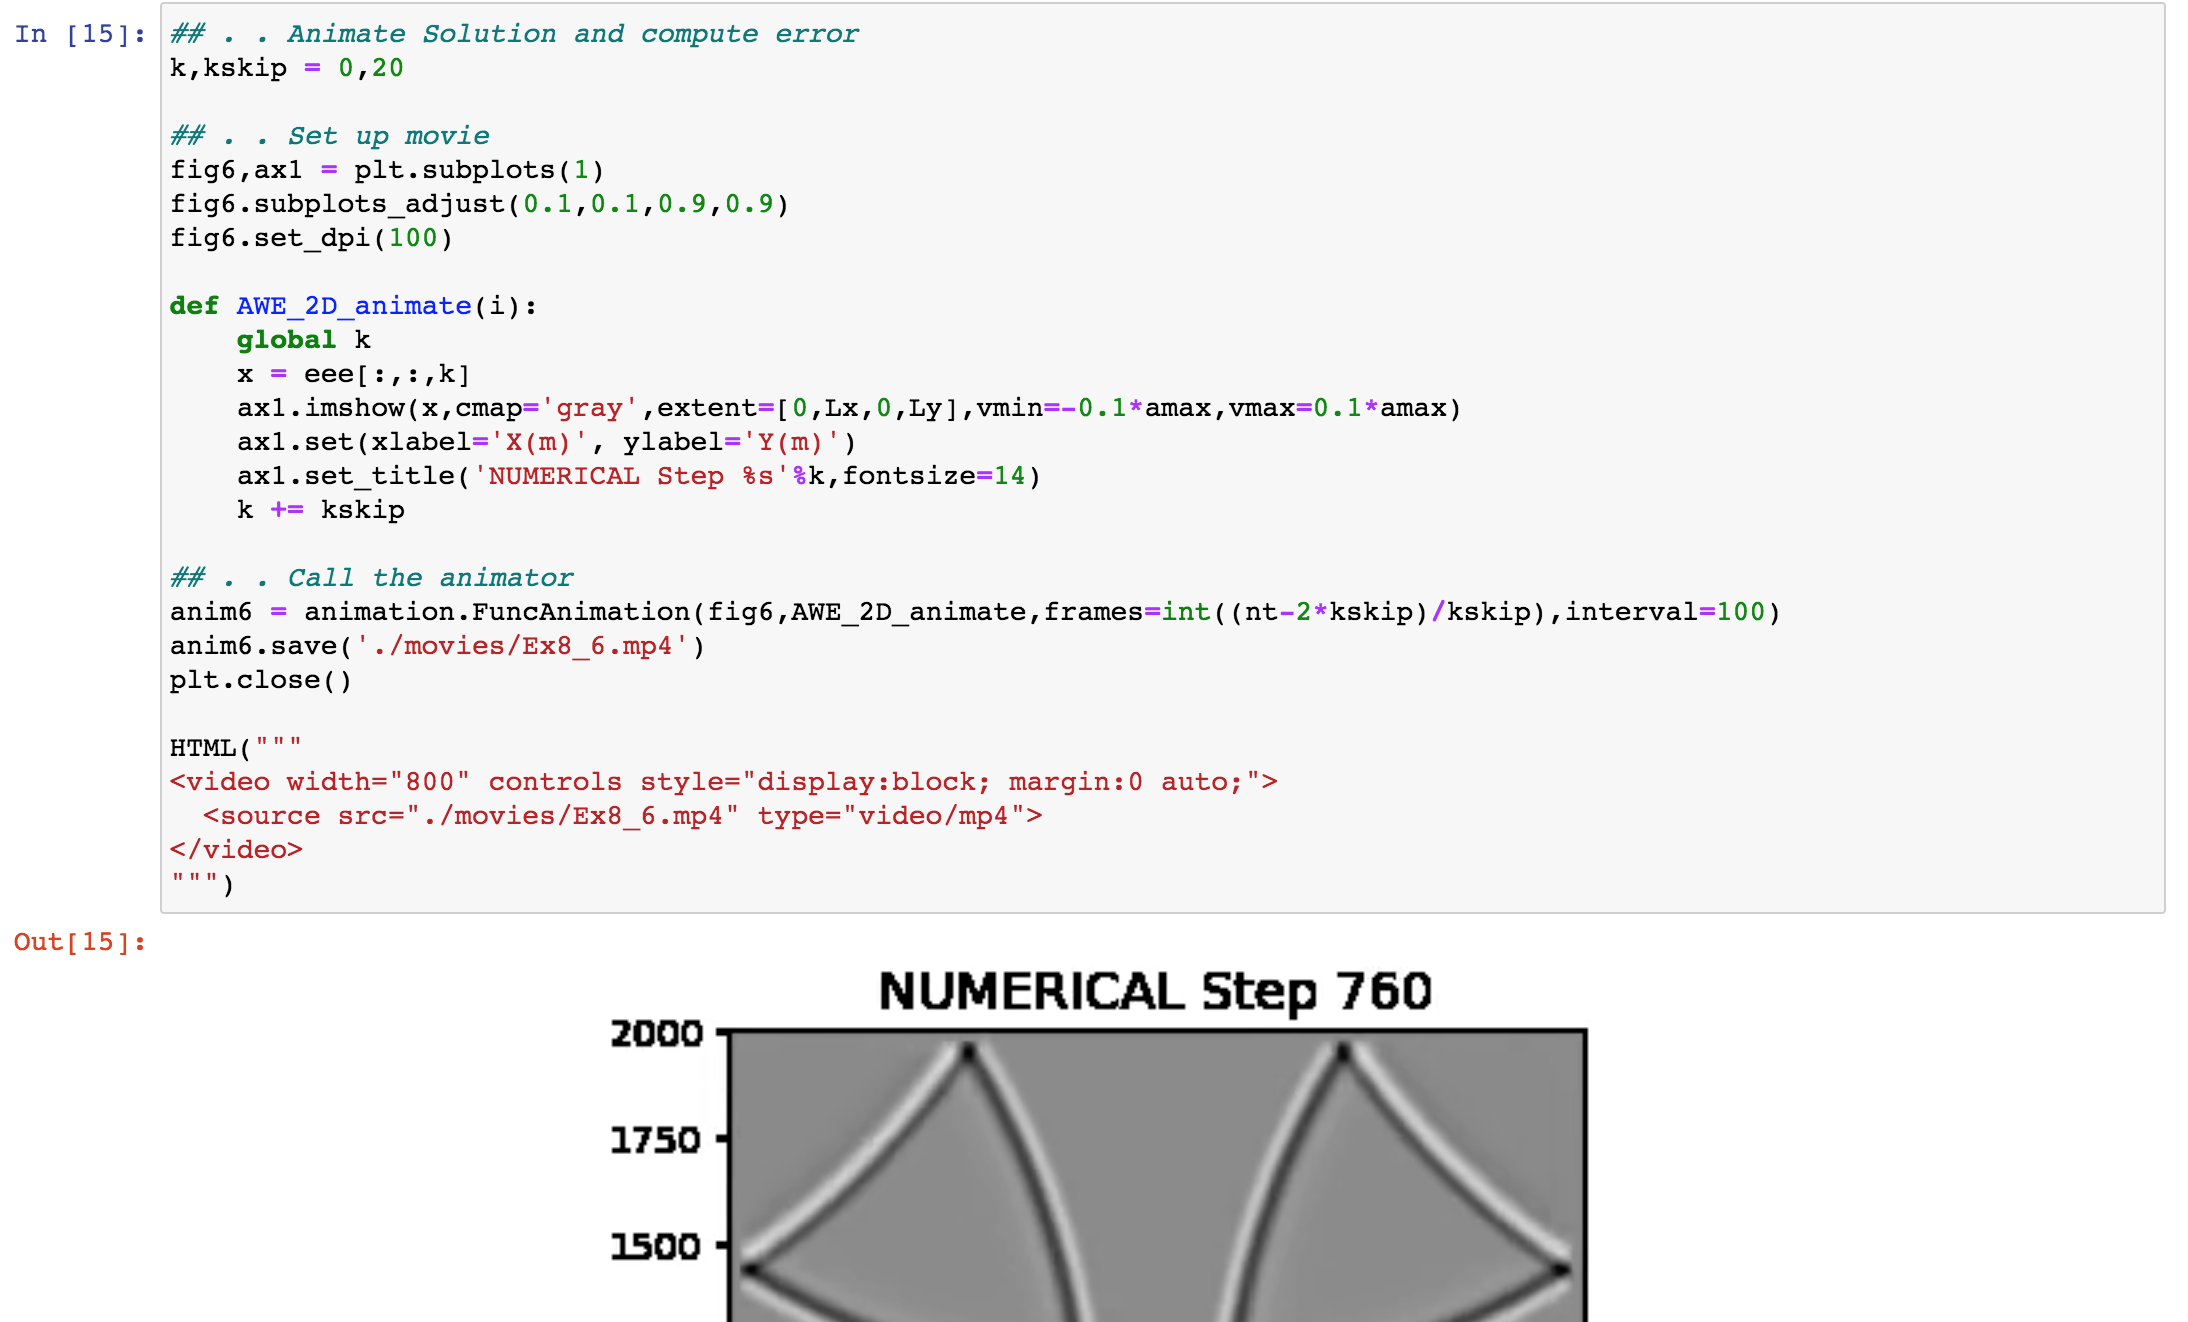 In [15]:
## . . Animate Solution and compute error
k,kskip = 0,20

## . . Set up movie
fig6,ax1 = plt.subplots(1)
fig6.subplots_adjust(0.1,0.1,0.9,0.9)
fig6.set_dpi(100)

def AWE_2D_animate(i):
    global k
    x = eee[:,:,k]
    ax1.imshow(x,cmap='gray',extent=[0,Lx,0,Ly],vmin=-0.1*amax,vmax=0.1*amax)
    ax1.set(xlabel='X(m)', ylabel='Y(m)')
    ax1.set_title('NUMERICAL Step %s'%k,fontsize=14)
    k += kskip

## . . Call the animator
anim6 = animation.FuncAnimation(fig6,AWE_2D_animate,frames=int((nt-2*kskip)/kskip),interval=100)
anim6.save('./movies/Ex8_6.mp4')
plt.close()

HTML("""
<video width="800" controls style="display:block; margin:0 auto;">
  <source src="./movies/Ex8_6.mp4" type="video/mp4">
</video>
""")
Out[15]:
NUMERICAL Step 760
2000
1750
1500